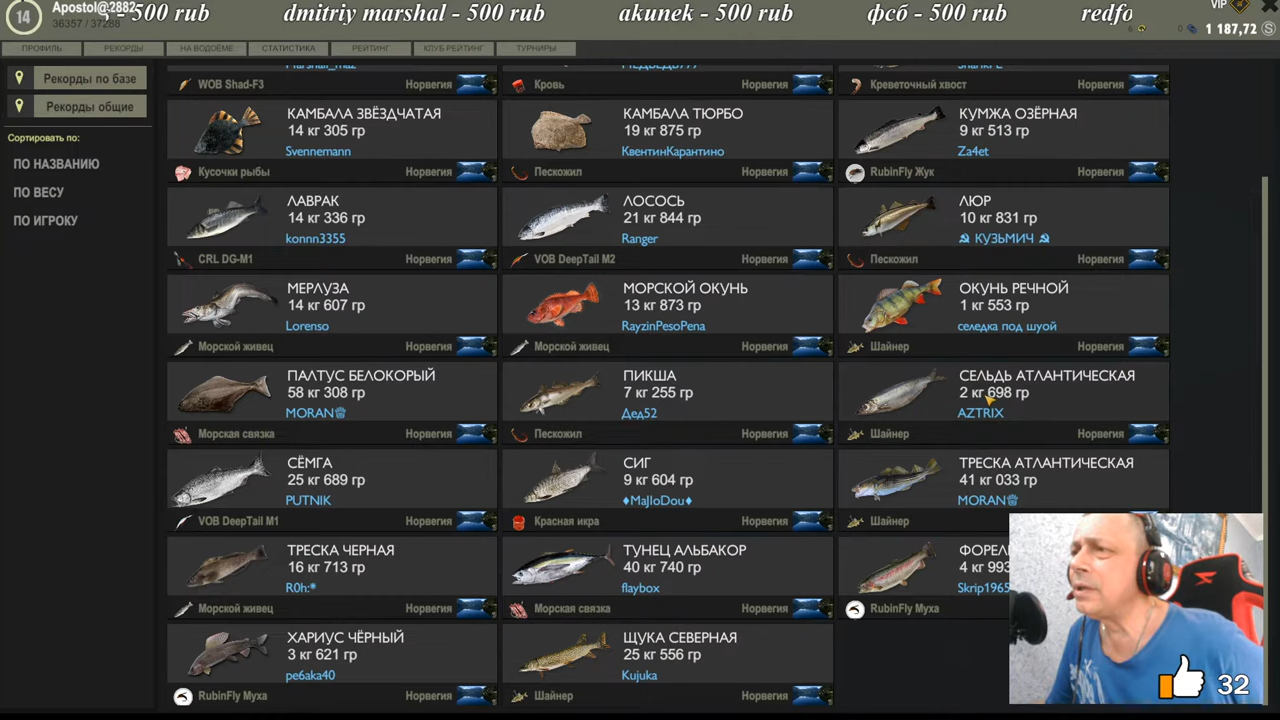 14
Apostol@2882
36357 / 37288
- 500 rub
dmitriy marshal - 500 rub
akunek - 500 rub
фсб - 500 rub
redfo
VIP
1 187,72
ПРОФИЛЬ
РЕКОРДЫ
НА ВОДОЁМЕ
СТАТИСТИКА
РЕЙТИНГ
КЛУБ РЕЙТИНГ
ТУРНИРЫ
Рекорды по базе
Рекорды общие
Сортировать по:
ПО НАЗВАНИЮ
ПО ВЕСУ
ПО ИГРОКУ
WOB Shad-F3
Норвегия
Кровь
Норвегия
Креветочный хвост
Норвегия
КАМБАЛА ЗВЁЗДЧАТАЯ
14 кг 305 гр
Svennemann
Кусочки рыбы
Норвегия
КАМБАЛА ТЮРБО
19 кг 875 гр
КвентинКарантино
Пескожил
Норвегия
КУМЖА ОЗЁРНАЯ
9 кг 513 гр
Za4et
RubinFly Жук
Норвегия
ЛАВРАК
14 кг 336 гр
konnn3355
CRL DG-M1
Норвегия
ЛОСОСЬ
21 кг 844 гр
Ranger
VOB DeepTail M2
Норвегия
ЛЮР
10 кг 831 гр
☭ КУЗЬМИЧ ☭
Пескожил
Норвегия
МЕРЛУЗА
14 кг 607 гр
Lorenso
Морской живец
Норвегия
МОРСКОЙ ОКУНЬ
13 кг 873 гр
RayzinPesoPena
Морской живец
Норвегия
ОКУНЬ РЕЧНОЙ
1 кг 553 гр
селедка под шуой
Шайнер
Норвегия
ПАЛТУС БЕЛОКОРЫЙ
58 кг 308 гр
MORAN
Морская связка
Норвегия
ПИКША
7 кг 255 гр
Дед52
Пескожил
Норвегия
СЕЛЬДЬ АТЛАНТИЧЕСКАЯ
2 кг 698 гр
AZTRIX
Шайнер
Норвегия
СЁМГА
25 кг 689 гр
PUTNIK
VOB DeepTail M1
Норвегия
СИГ
9 кг 604 гр
♦MaJIoDou♦
Красная икра
Норвегия
ТРЕСКА АТЛАНТИЧЕСКАЯ
41 кг 033 гр
MORAN
Шайнер
ТРЕСКА ЧЕРНАЯ
16 кг 713 гр
R0h:*
Морской живец
Норвегия
ТУНЕЦ АЛЬБАКОР
40 кг 740 гр
flaybox
Морская связка
Норвегия
ФОРЕЛ
4 кг 993
Skrip1965
RubinFly Муха
ХАРИУС ЧЁРНЫЙ
3 кг 621 гр
ре6ака40
RubinFly Муха
Норвегия
ЩУКА СЕВЕРНАЯ
25 кг 556 гр
Kujuka
Шайнер
Норвегия
32